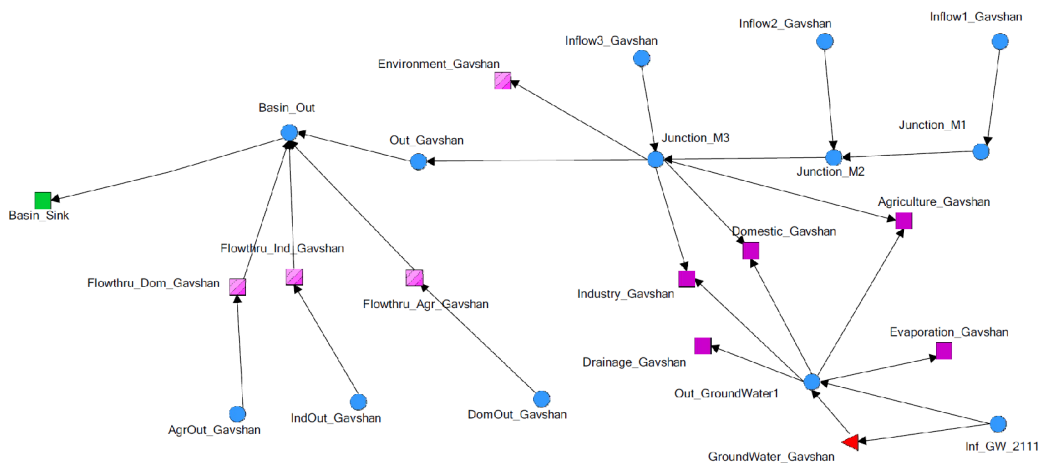 Inflow1_Gavshan
Inflow2_Gavshan
Inflow3_Gavshan
Environment_Gavshan
Basin_Out
Junction_M1
Out_Gavshan
Junction_M3
Junction_M2
Agriculture_Gavshan
Basin_Sink
Domestic_Gavshan
Flowthru_Ind_Gavshan
Flowthru_Dom_Gavshan
Industry_Gavshan
Flowthru_Agr_Gavshan
Evaporation_Gavshan
Drainage_Gavshan
Out_GroundWater1
DomOut_Gavshan
IndOut_Gavshan
AgrOut_Gavshan
Inf_GW_2111
GroundWater_Gavshan